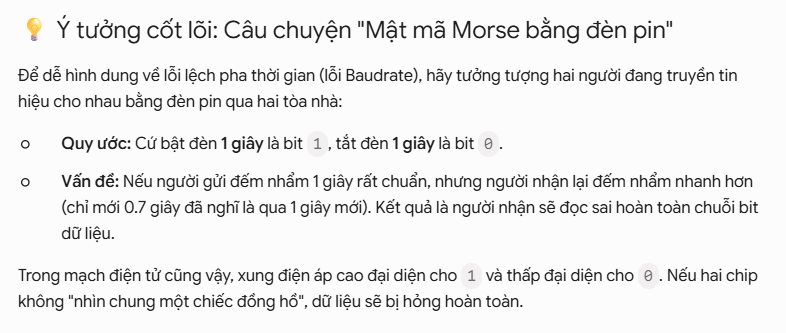 💡 Ý tưởng cốt lõi: Câu chuyện "Mật mã Morse bằng đèn pin"
Để dễ hình dung về lỗi lệch pha thời gian (lỗi Baudrate), hãy tưởng tượng hai người đang truyền tin
hiệu cho nhau bằng đèn pin qua hai tòa nhà:
○ Quy ước: Cứ bật đèn 1 giây là bit 1 , tắt đèn 1 giây là bit 0 .
○ Vấn đề: Nếu người gửi đếm nhẩm 1 giây rất chuẩn, nhưng người nhận lại đếm nhẩm nhanh hơn
(chỉ mới 0.7 giây đã nghĩ là qua 1 giây mới). Kết quả là người nhận sẽ đọc sai hoàn toàn chuỗi bit
dữ liệu.
Trong mạch điện tử cũng vậy, xung điện áp cao đại diện cho 1 và thấp đại diện cho 0 . Nếu hai chip
không "nhìn chung một chiếc đồng hồ", dữ liệu sẽ bị hỏng hoàn toàn.